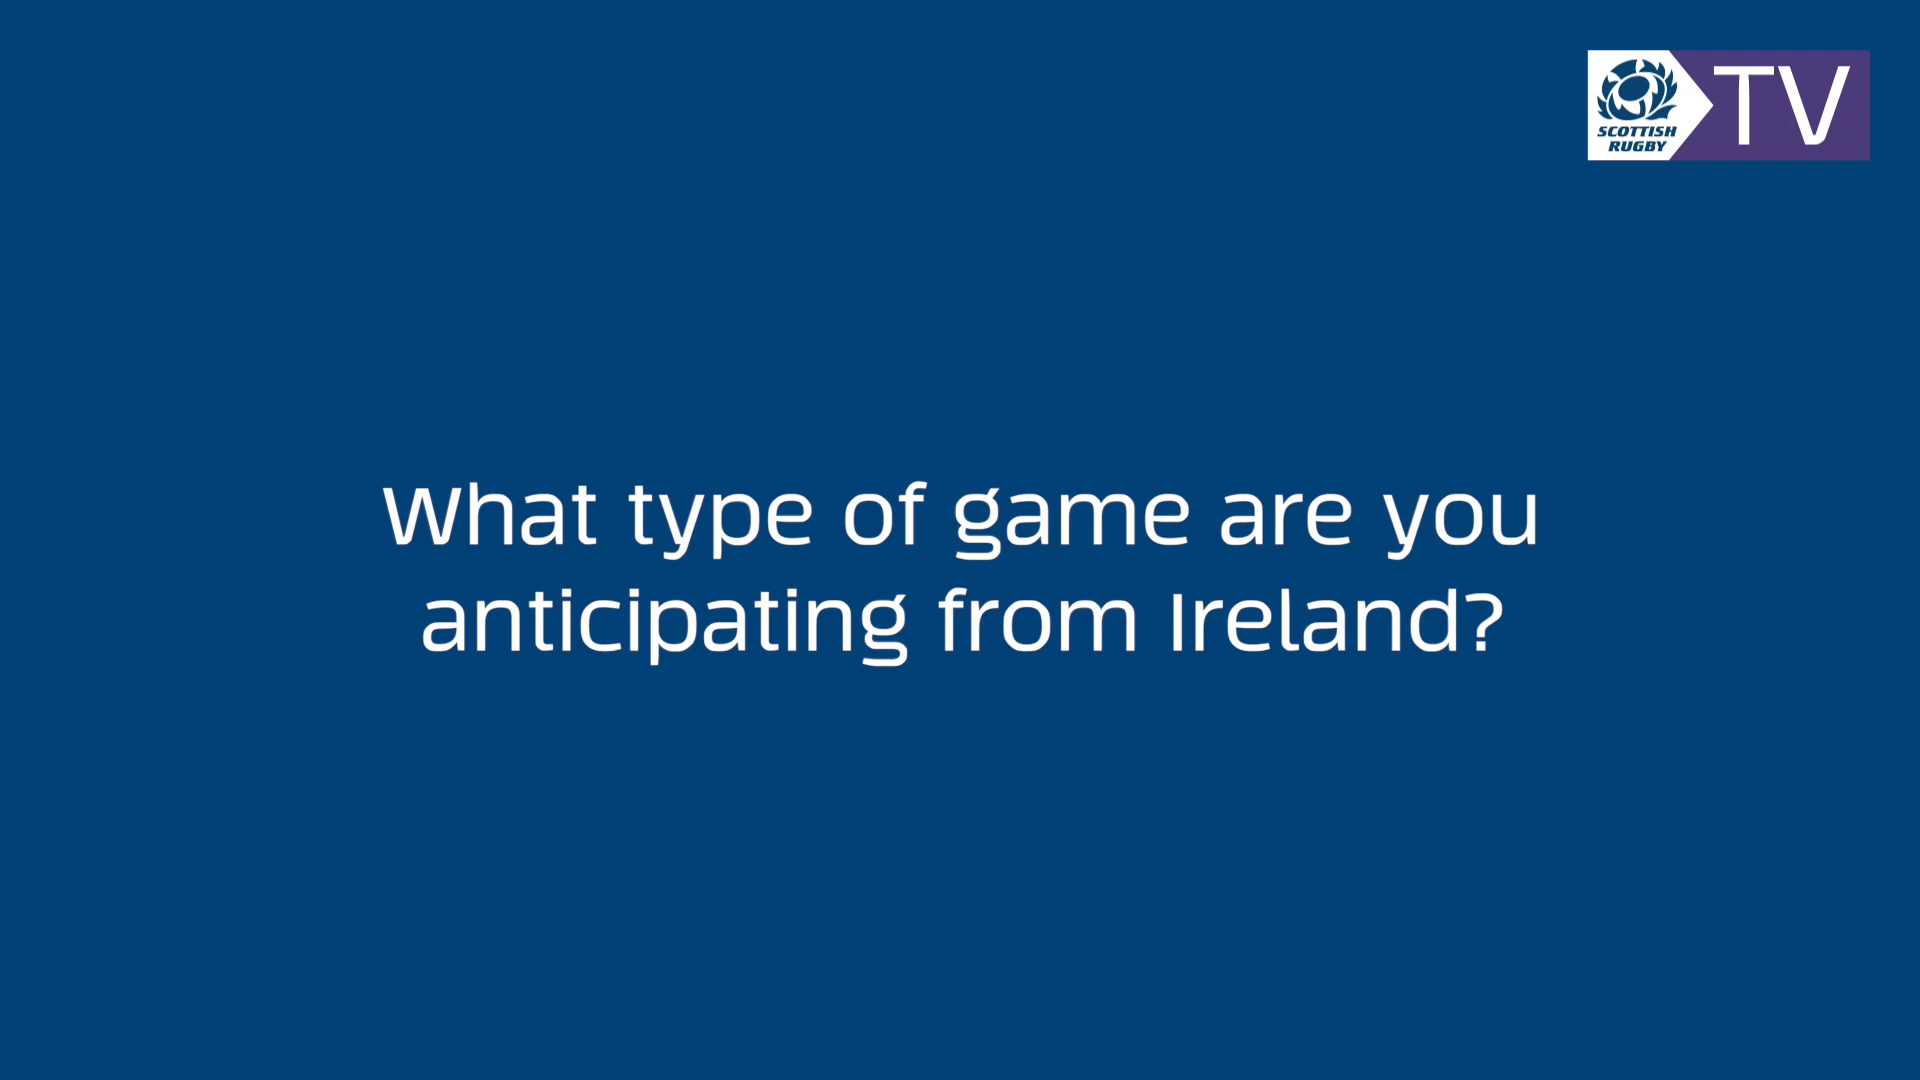 SCOTTISH
RUGBY
TV
What type of game are you
anticipating from Ireland?